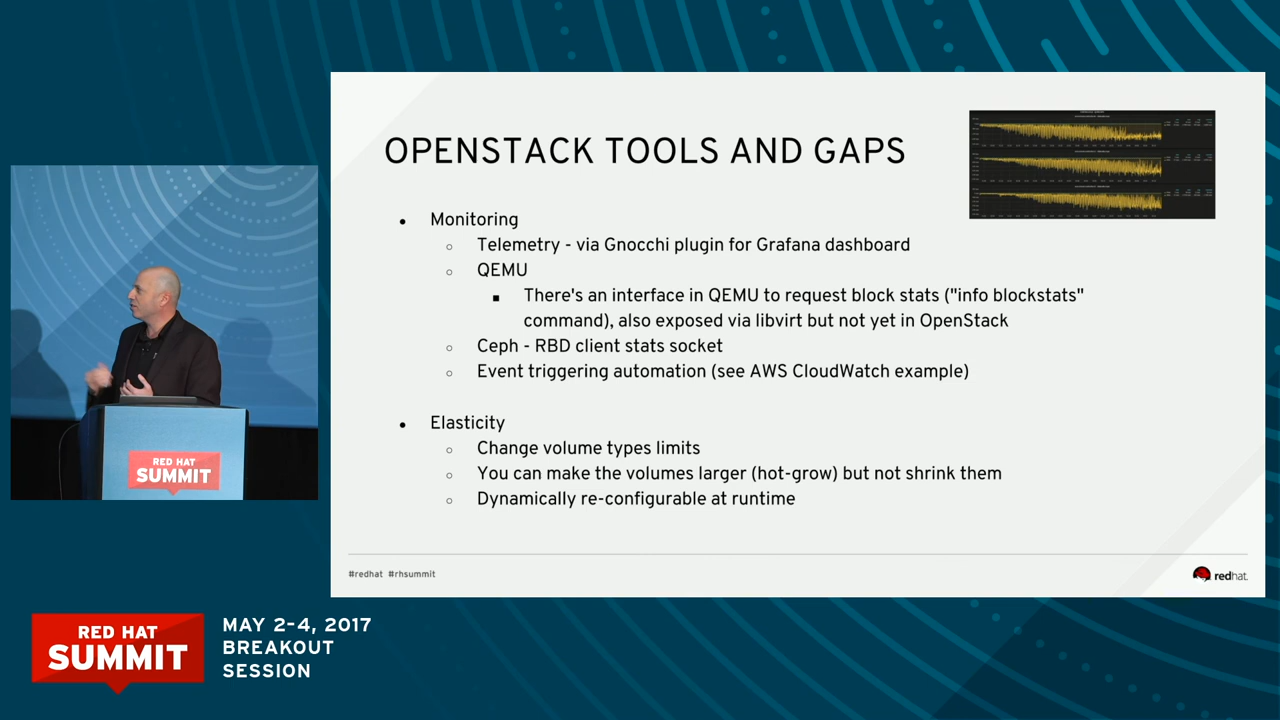 OPENSTACK TOOLS AND GAPS
Monitoring
Telemetry - via Gnocchi plugin for Grafana dashboard
QEMU
There's an interface in QEMU to request block stats ("info blockstats"
command), also exposed via libvirt but not yet in OpenStack
Ceph - RBD client stats socket
Event triggering automation (see AWS CloudWatch example)
Elasticity
Change volume types limits
You can make the volumes larger (hot-grow) but not shrink them
Dynamically re-configurable at runtime
#redhat #rhsummit
redhat.
RED HAT
SUMMIT
RED HAT
SUMMIT
MAY 2-4, 2017
BREAKOUT
SESSION